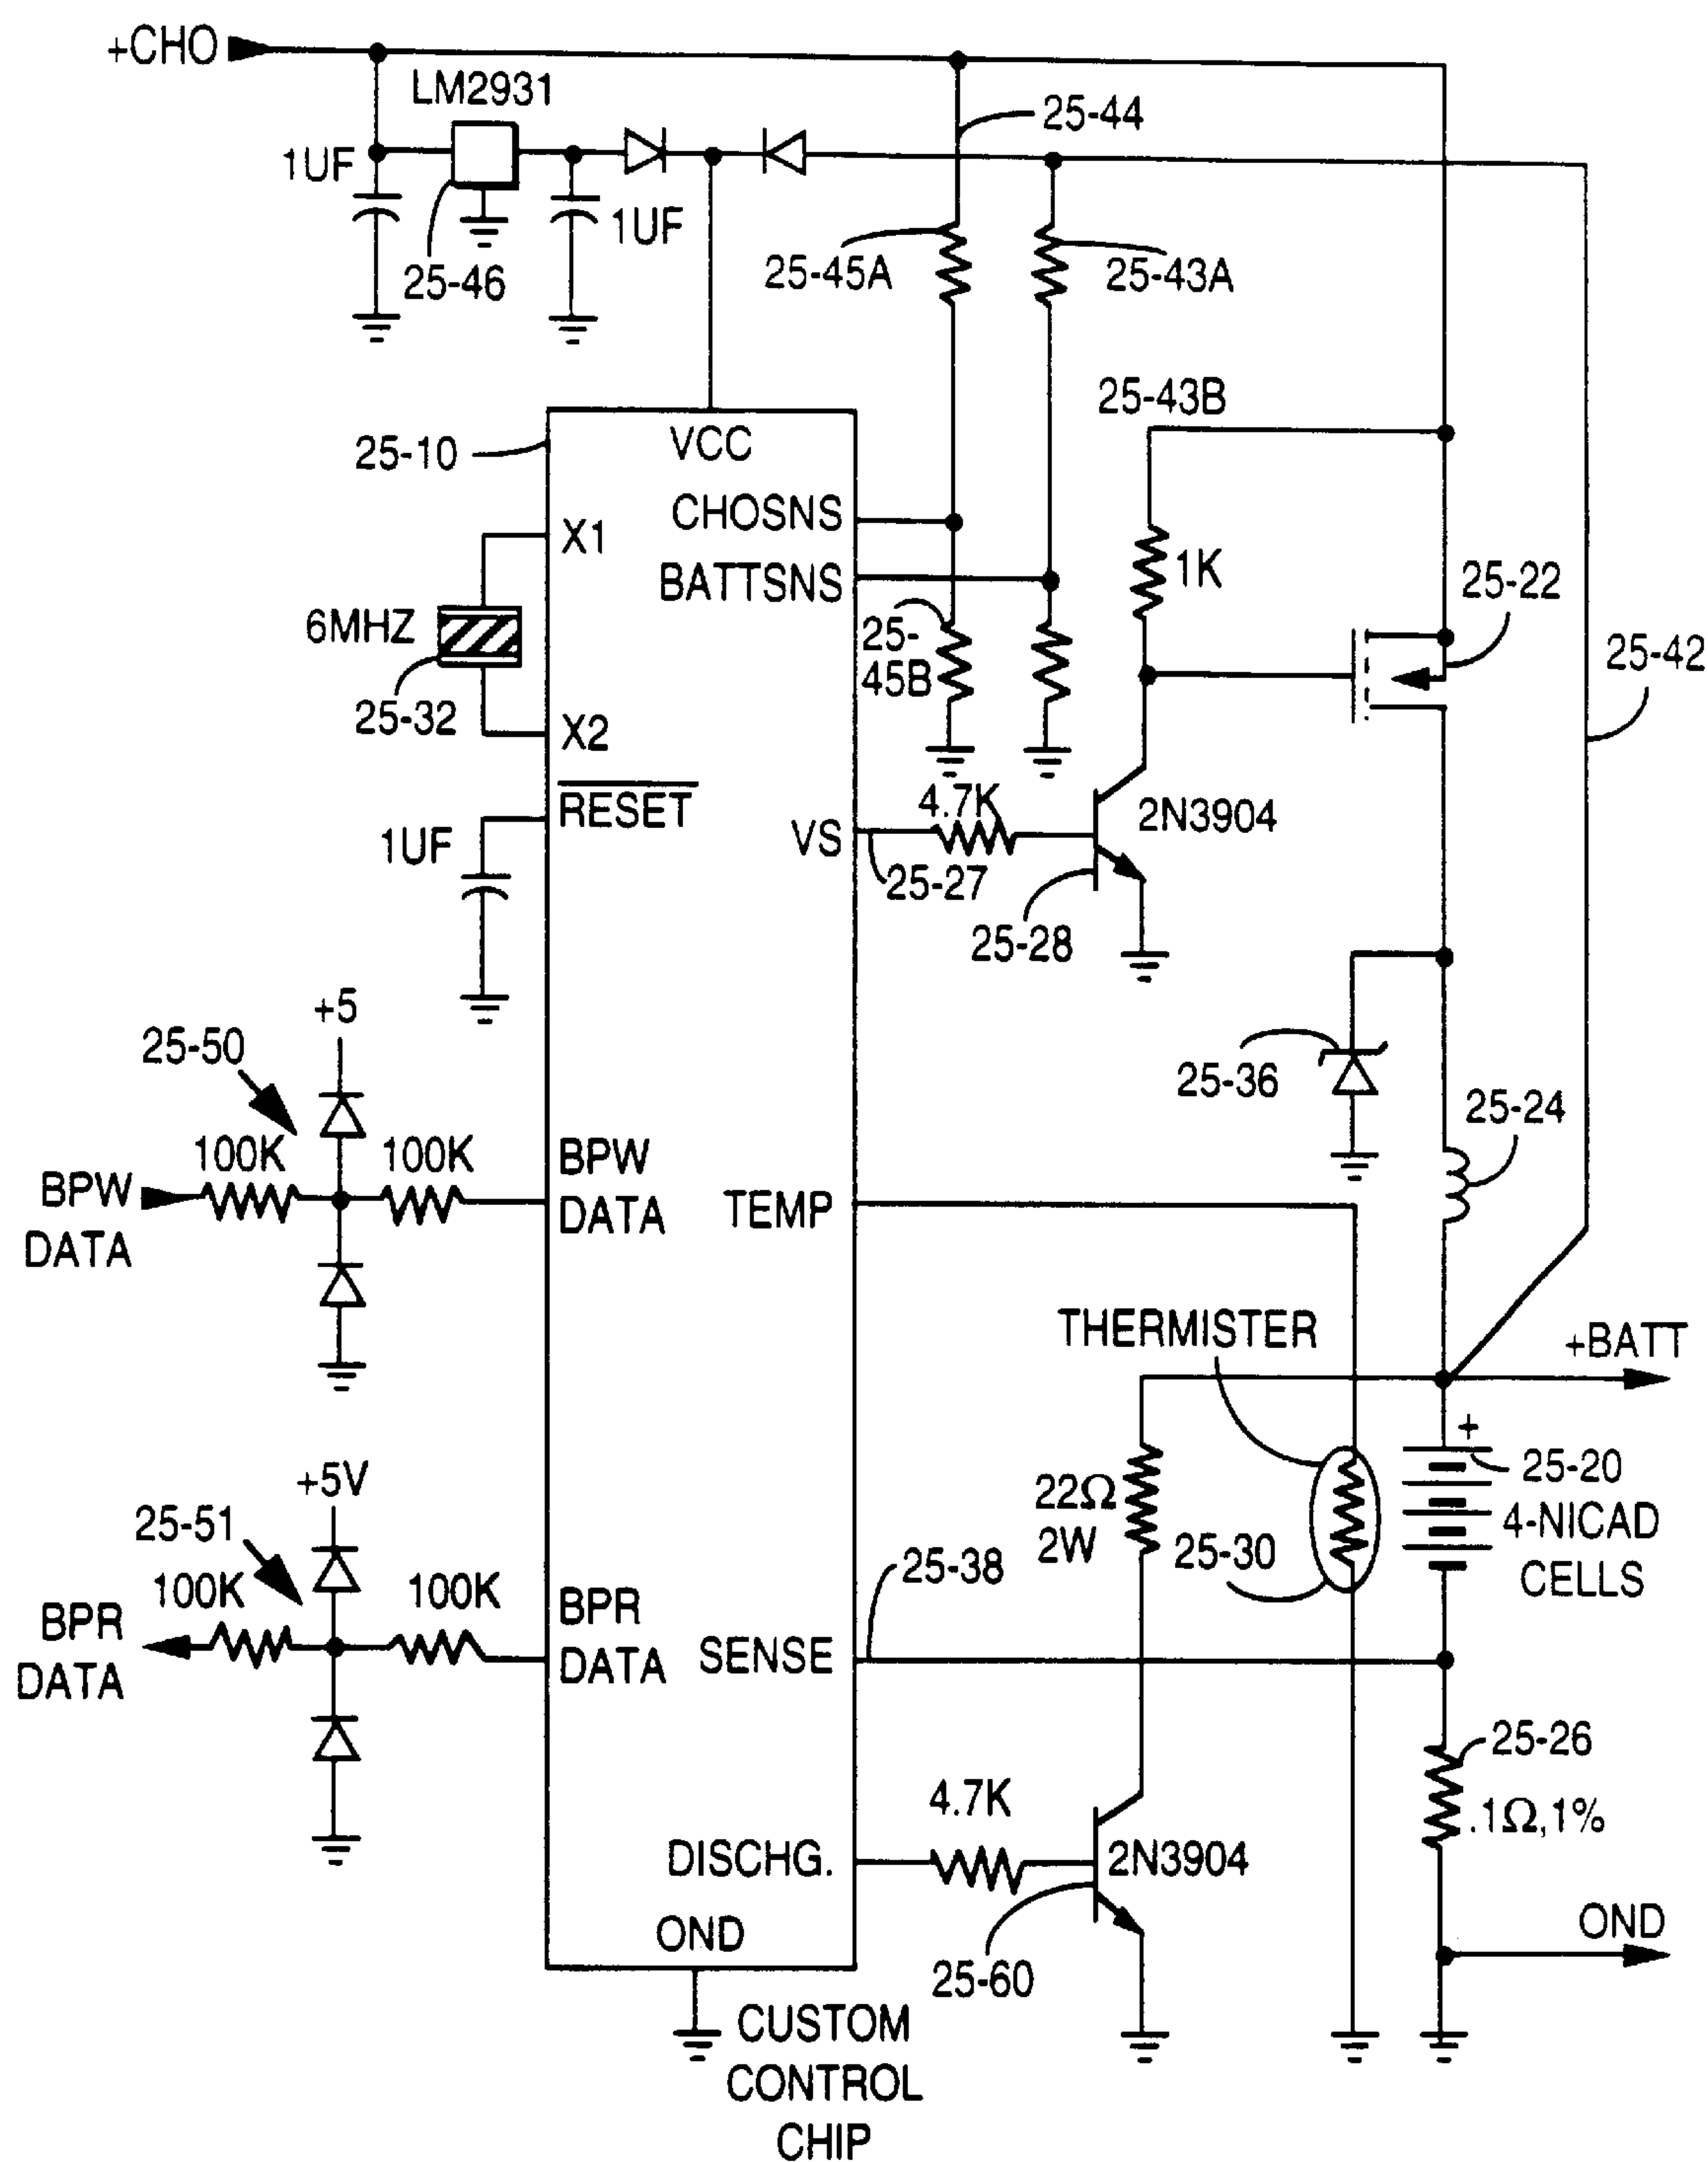 +CHO
LM2931
1UF
25-46
1UF
25-44
25-45A
25-43A
25-43B
25-10
VCC
CHOSNS
X1
BATTSNS
1K
25-22
6MHZ
25-
45B
25-42
25-32
X2
RESET
1UF
VS
4.7K
25-27
2N3904
25-28
+5
25-50
100K
100K
BPW
DATA
BPW
DATA
TEMP
25-36
25-24
THERMISTER
+BATT
+
25-20
4-NICAD
CELLS
22Ω
2W
25-30
+5V
25-51
100K
100K
BPR
DATA
BPR
DATA
SENSE
25-38
25-26
.1Ω,1%
4.7K
DISCHG.
2N3904
OND
25-60
OND
CUSTOM
CONTROL
CHIP